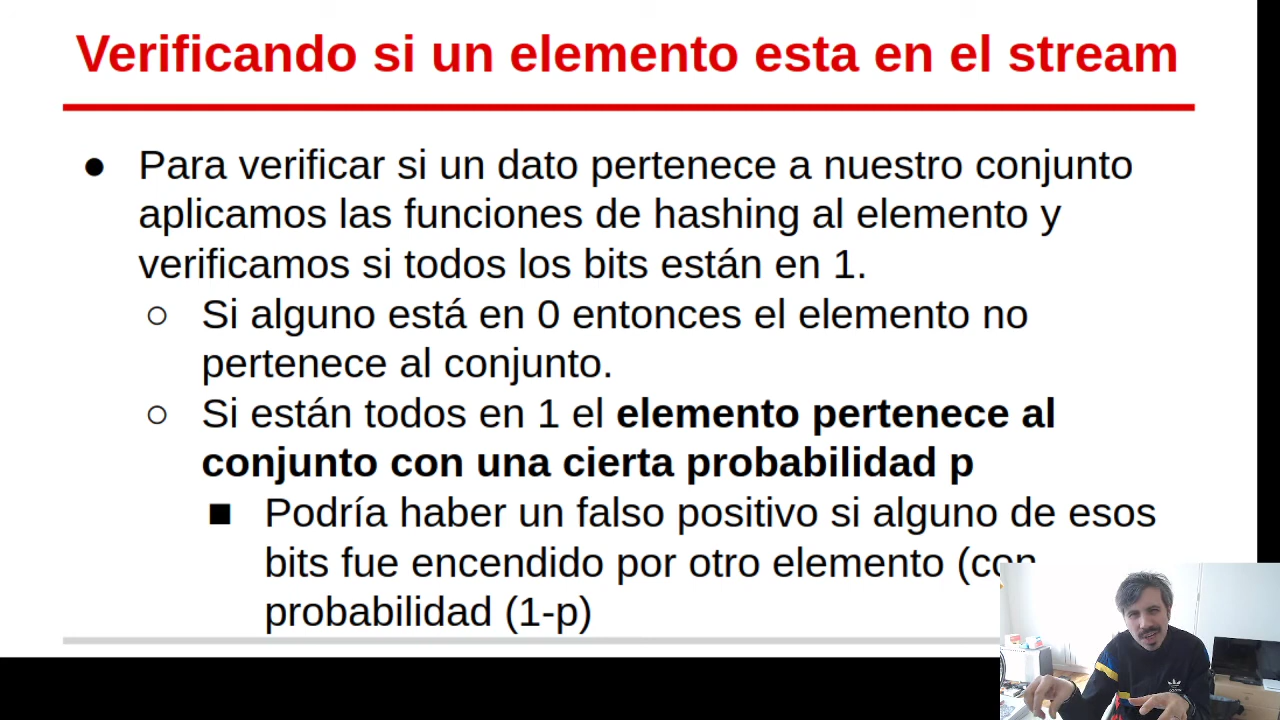 Verificando si un elemento esta en el stream
● Para verificar si un dato pertenece a nuestro conjunto
aplicamos las funciones de hashing al elemento y
verificamos si todos los bits están en 1.
○ Si alguno está en 0 entonces el elemento no
pertenece al conjunto.
○ Si están todos en 1 el elemento pertenece al
conjunto con una cierta probabilidad p
■ Podría haber un falso positivo si alguno de esos
bits fue encendido por otro elemento (con
probabilidad (1-p)